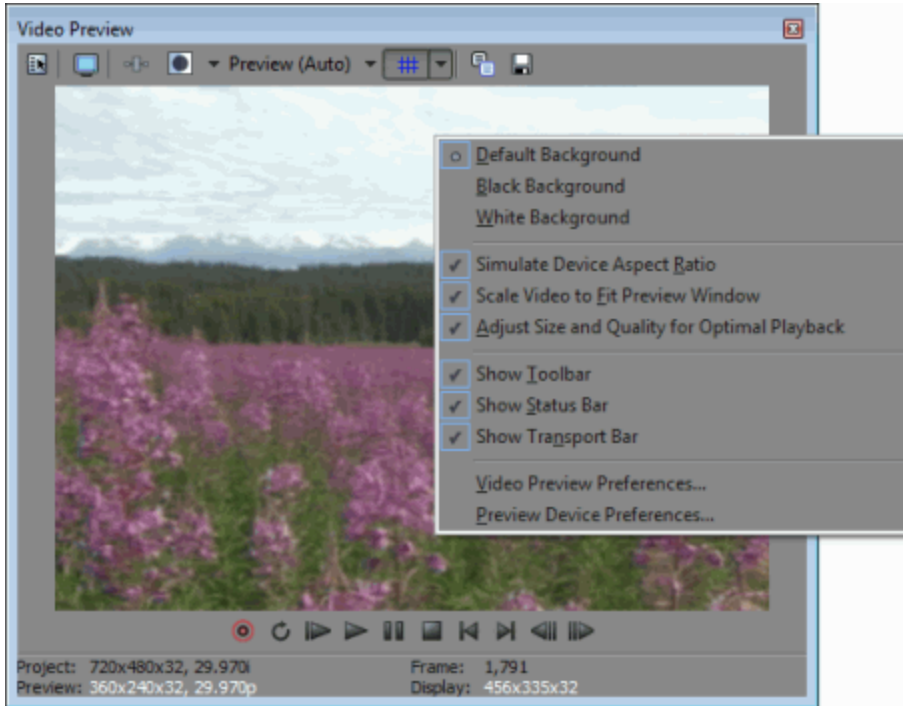 Video Preview
Preview (Auto)
Default Background
Black Background
White Background
Simulate Device Aspect Ratio
Scale Video to Fit Preview Window
Adjust Size and Quality for Optimal Playback
Show Toolbar
Show Status Bar
Show Transport Bar
Video Preview Preferences...
Preview Device Preferences...
Project: 720x480x32, 29.970i Frame: 1,791
Preview: 360x240x32, 29.970p Display: 456x335x32